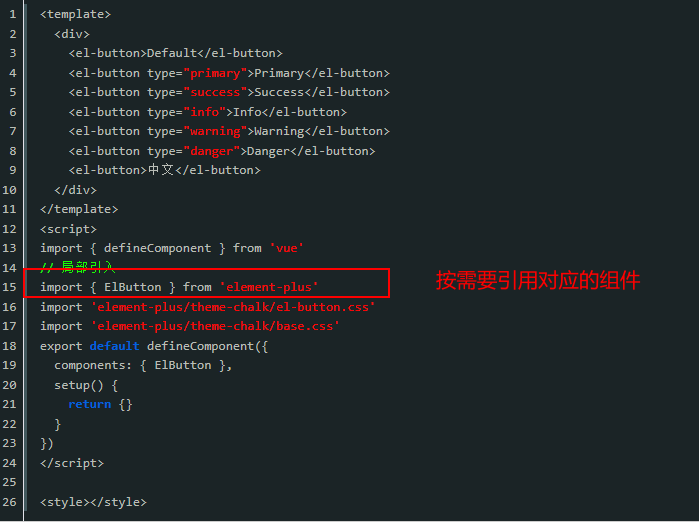 1 <template>
2   <div>
3     <el-button>Default</el-button>
4     <el-button type="primary">Primary</el-button>
5     <el-button type="success">Success</el-button>
6     <el-button type="info">Info</el-button>
7     <el-button type="warning">Warning</el-button>
8     <el-button type="danger">Danger</el-button>
9     <el-button>中文</el-button>
10   </div>
11 </template>
12 <script>
13 import { defineComponent } from 'vue'
14 // 局部引入
15 import { ElButton } from 'element-plus'
按需要引用对应的组件
16 import 'element-plus/theme-chalk/el-button.css'
17 import 'element-plus/theme-chalk/base.css'
18 export default defineComponent({
19   components: { ElButton },
20   setup() {
21     return {}
22   }
23 })
24 </script>
25
26 <style></style>